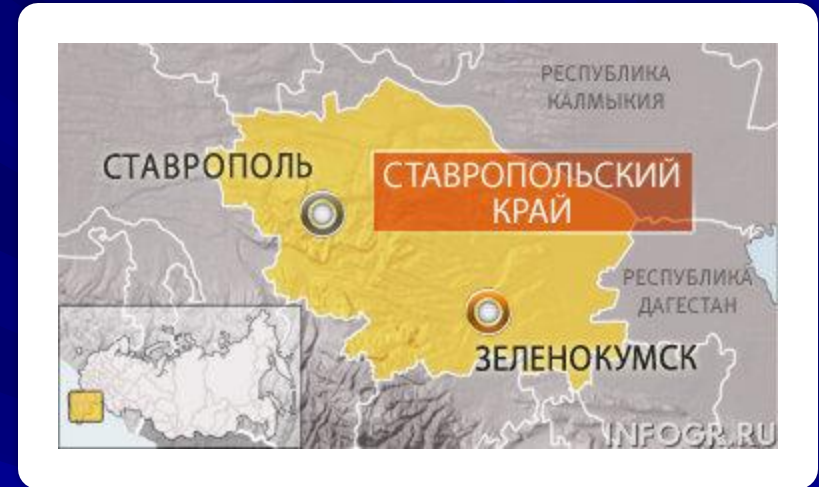 РЕСПУБЛИКА
КАЛМЫКИЯ
СТАВРОПОЛЬ
СТАВРОПОЛЬСКИЙ
КРАЙ
РЕСПУБЛИКА
ДАГЕСТАН
ЗЕЛЕНОКУМСК
INFOGR.RU